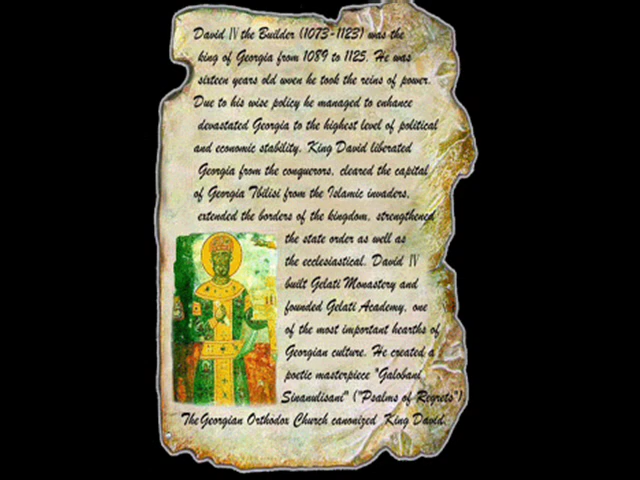 David IV the Builder (1073-1123) was the
king of Georgia from 1089 to 1125. He was
sixteen years old wven he took the reins of power.
Due to his wise policy he managed to enhance
devastated Georgia to the highest level of political
and economic stability. King David liberated
Georgia from the conquerors, cleared the capital
of Georgia Tbilisi from the Islamic invaders,
extended the borders of the kingdom, strengthened
the state order as well as
the ecclesiastical. David IV
built Gelati Monastery and
founded Gelati Academy, one
of the most important hearths of
Georgian culture. He created a
poetic masterpiece "Galobani
Sinanulisani" ("Psalms of Regrets")
The Georgian Orthodox Church canonized King David.